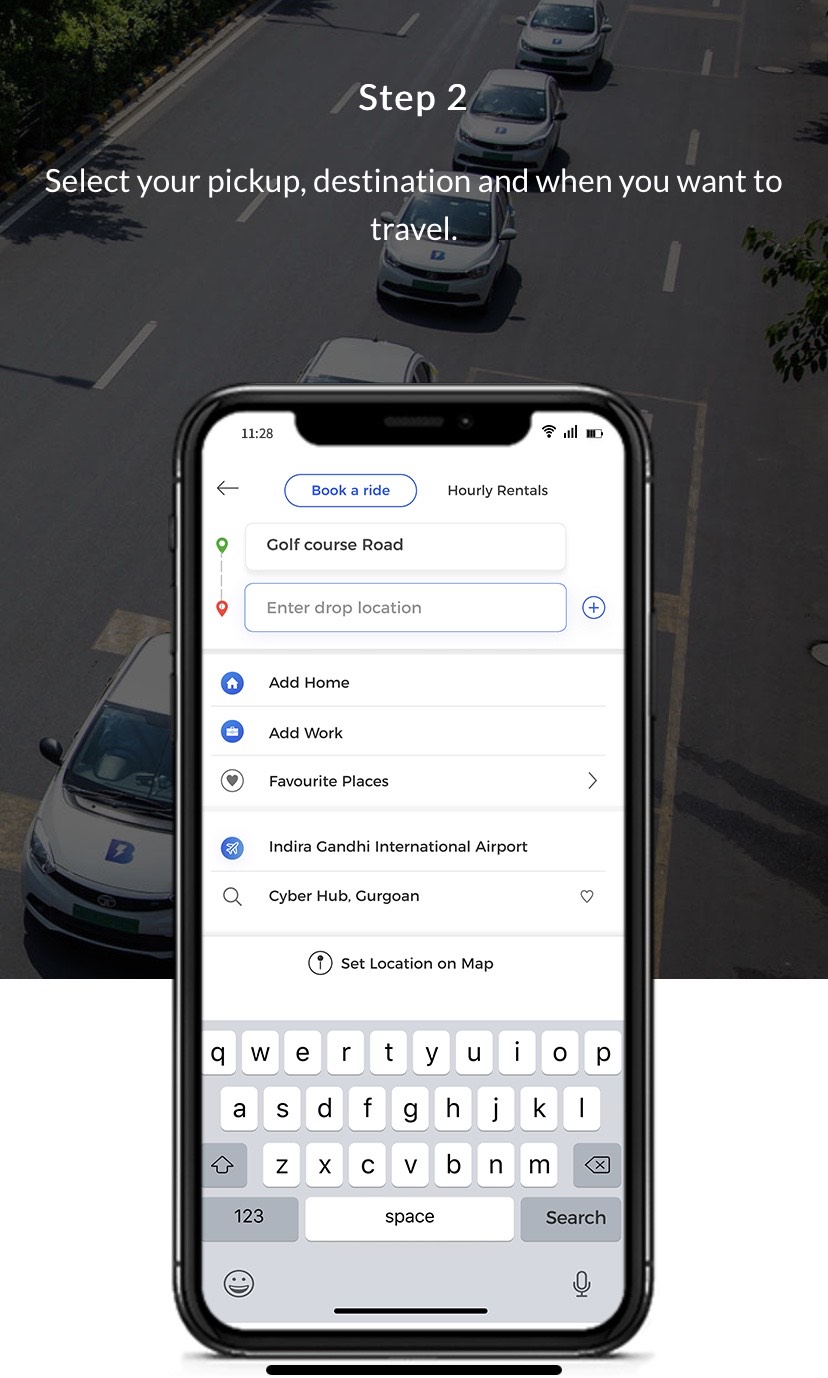 Step 2
Select your pickup, destination and when you want to
travel.
11:28
Book a ride
Hourly Rentals
Golf course Road
Enter drop location
Add Home
Add Work
Favourite Places
Indira Gandhi International Airport
Cyber Hub, Gurgoan
Set Location on Map
q w e r t y u i o p
a s d f g h j k l
z x c v b n m
123 space Search